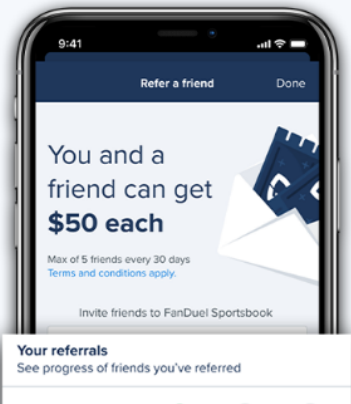 9:41
Refer a friend Done
You and a
friend can get
$50 each
Max of 5 friends every 30 days
Terms and conditions apply.
Invite friends to FanDuel Sportsbook
Your referrals
See progress of friends you've referred